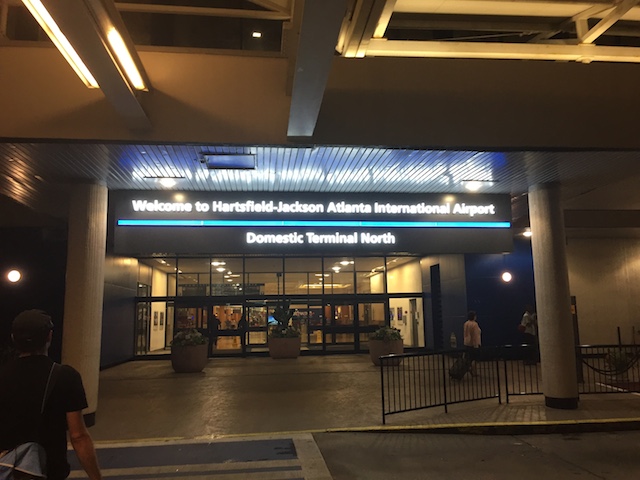 Welcome to Hartsfield-Jackson Atlanta International Airport
Domestic Terminal North